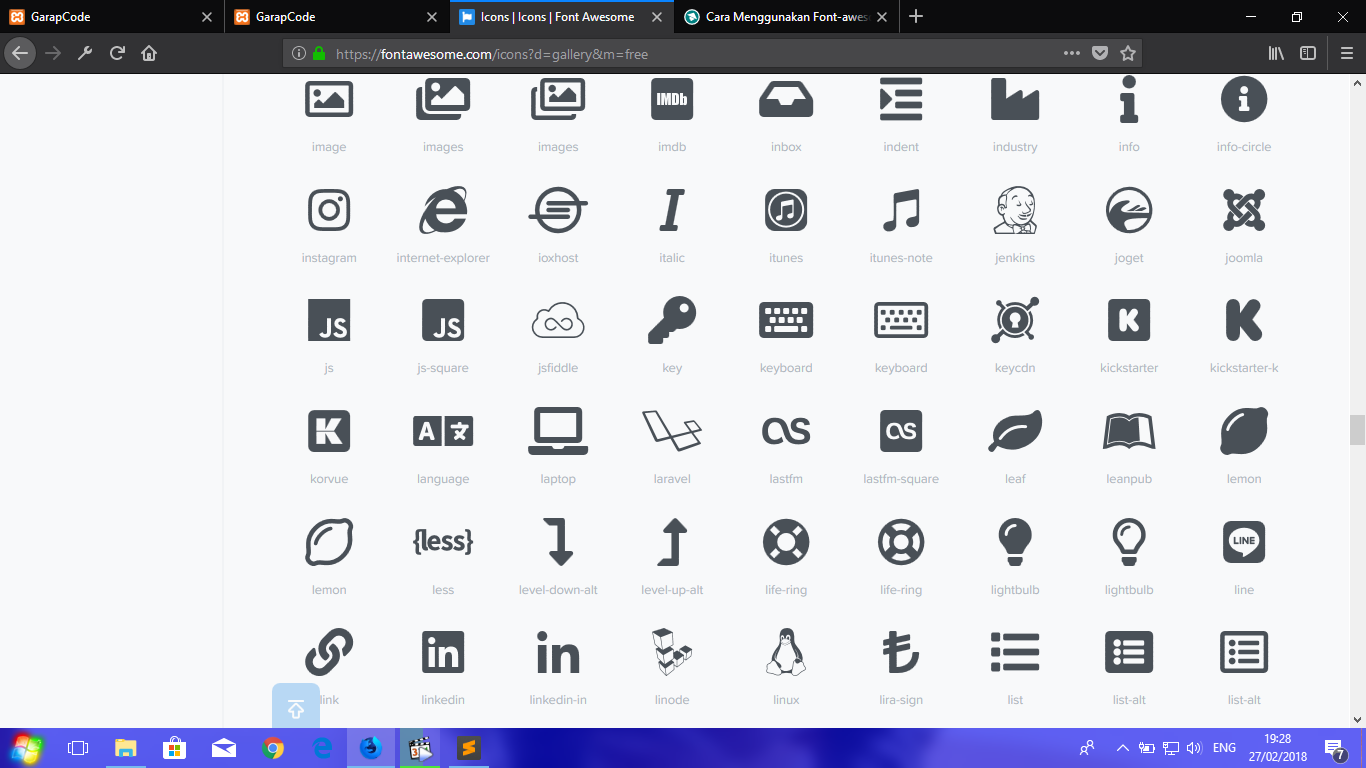 GarapCode
GarapCode
Icons | Icons | Font Awesome
Cara Menggunakan Font-awes
https://fontawesome.com/icons?d=gallery&m=free
IMDb
image
images
images
imdb
inbox
indent
industry
info
info-circle
instagram
internet-explorer
ioxhost
italic
itunes
itunes-note
jenkins
joget
joomla
JS
JS
js
js-square
jsfiddle
key
keyboard
keyboard
keycdn
kickstarter
kickstarter-k
A
korvue
language
laptop
laravel
lastfm
lastfm-square
leaf
leanpub
lemon
{less}
LINE
lemon
less
level-down-alt
level-up-alt
life-ring
life-ring
lightbulb
lightbulb
line
in
in
link
linkedin
linkedin-in
linode
linux
lira-sign
list
list-alt
list-alt
ENG
19:28
27/02/2018
7